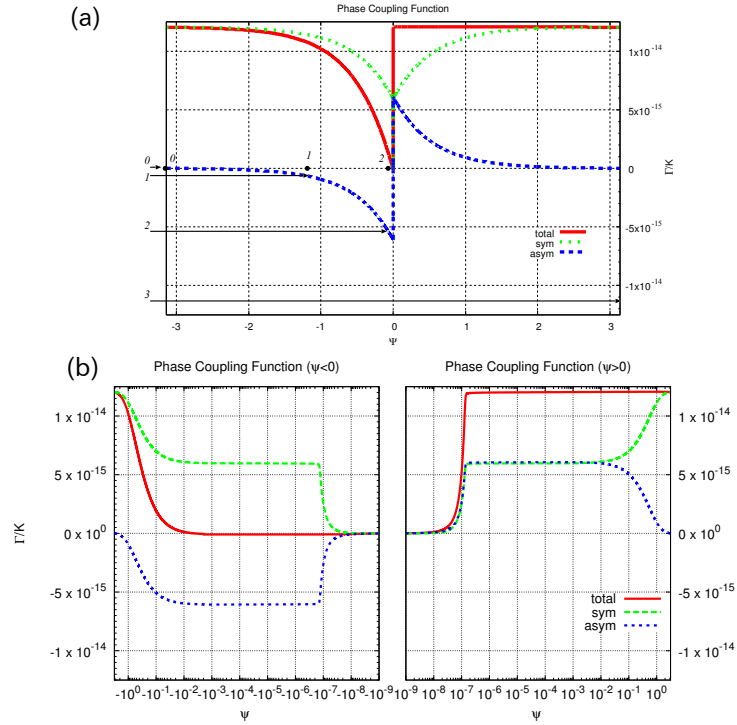 (a)
Phase Coupling Function
1x10⁻¹⁴
5x10⁻¹⁵
0
-5x10⁻¹⁵
-1x10⁻¹⁴
Γ/K
0 0 1 2
1
2
3
total
sym
asym
-3 -2 -1 0 1 2 3
Ψ
(b)
Phase Coupling Function (ψ<0) Phase Coupling Function (ψ>0)
1 x 10⁻¹⁴ 1 x 10⁻¹⁴
5 x 10⁻¹⁵ 5 x 10⁻¹⁵
Γ/K 0 x 10⁰ 0 x 10⁰
-5 x 10⁻¹⁵ -5 x 10⁻¹⁵
-1 x 10⁻¹⁴ -1 x 10⁻¹⁴
total
sym
asym
-10⁰ -10⁻¹ -10⁻² -10⁻³ -10⁻⁴ -10⁻⁵ -10⁻⁶ -10⁻⁷ -10⁻⁸ -10⁻⁹ 10⁻⁹ 10⁻⁸ 10⁻⁷ 10⁻⁶ 10⁻⁵ 10⁻⁴ 10⁻³ 10⁻² 10⁻¹ 10⁰
ψ ψ